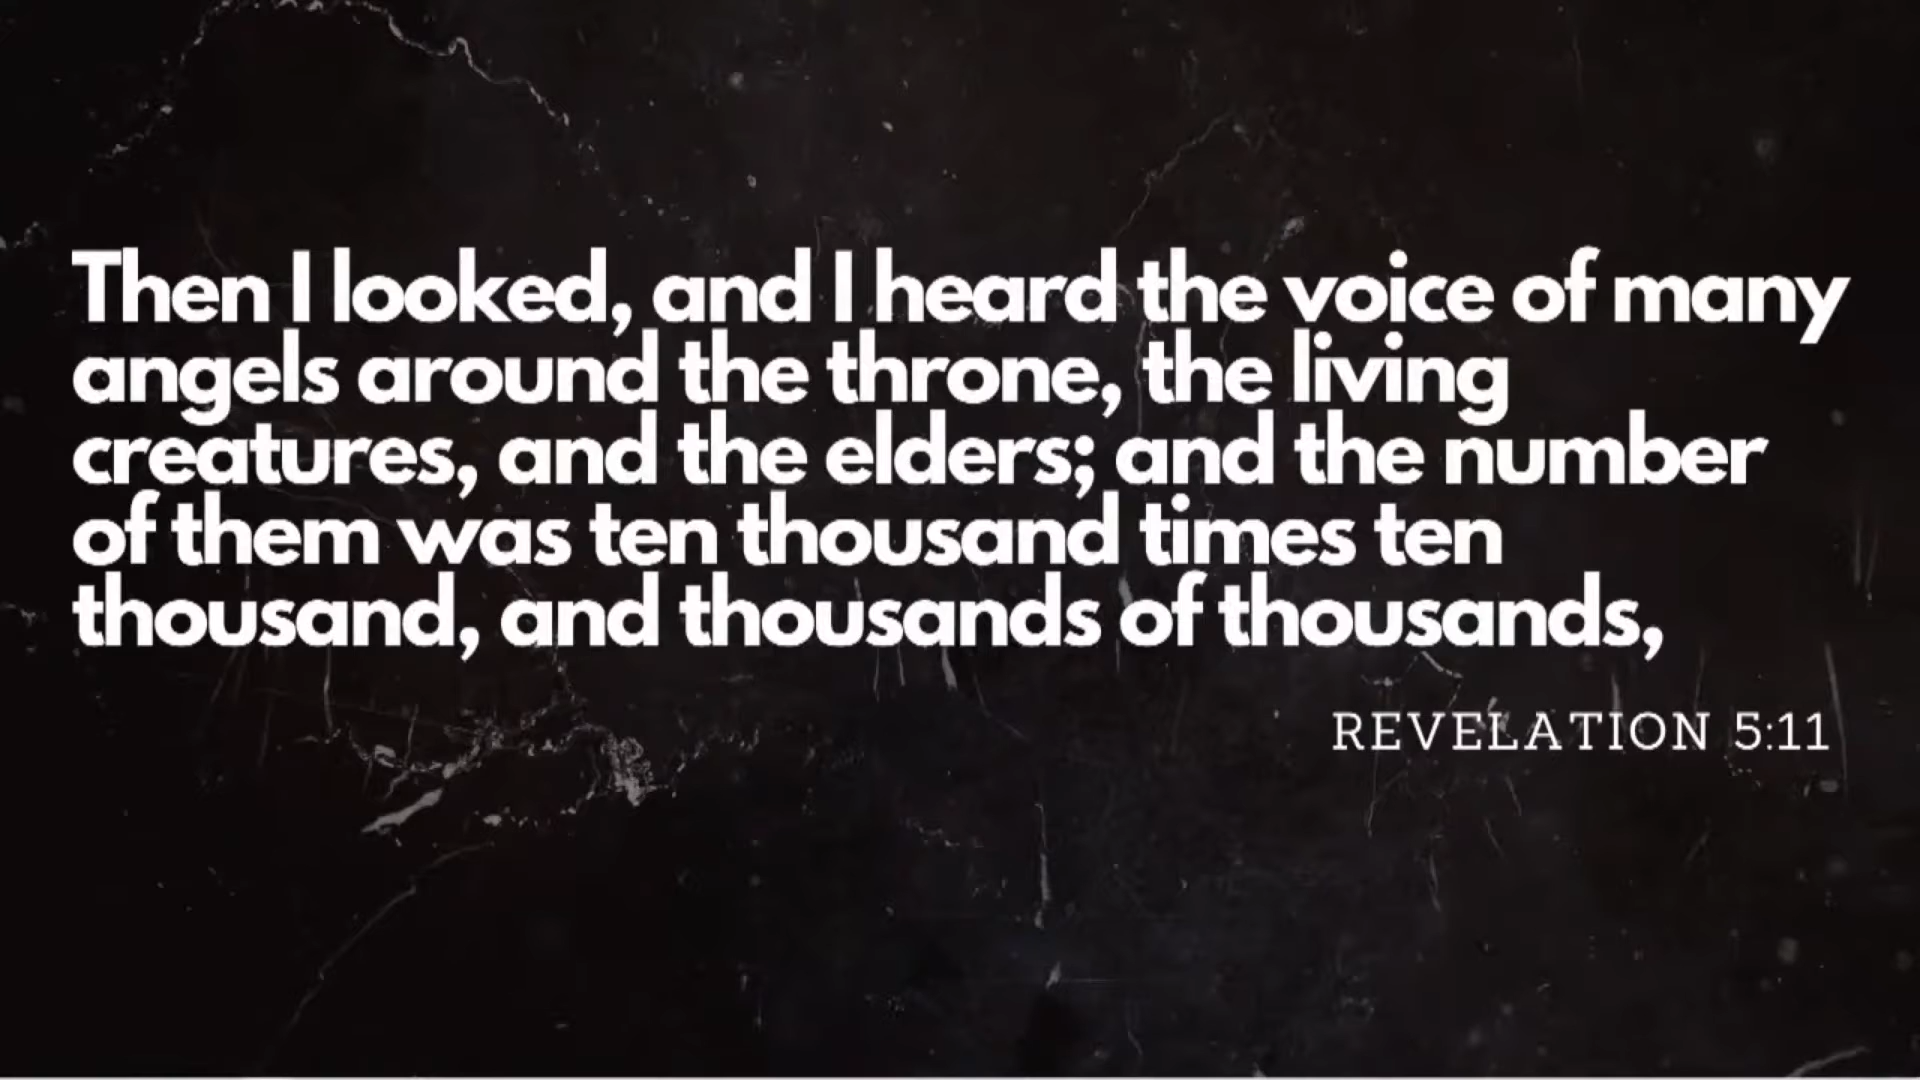 Then I looked, and I heard the voice of many
angels around the throne, the living
creatures, and the elders; and the number
of them was ten thousand times ten
thousand, and thousands of thousands,
REVELATION 5:11